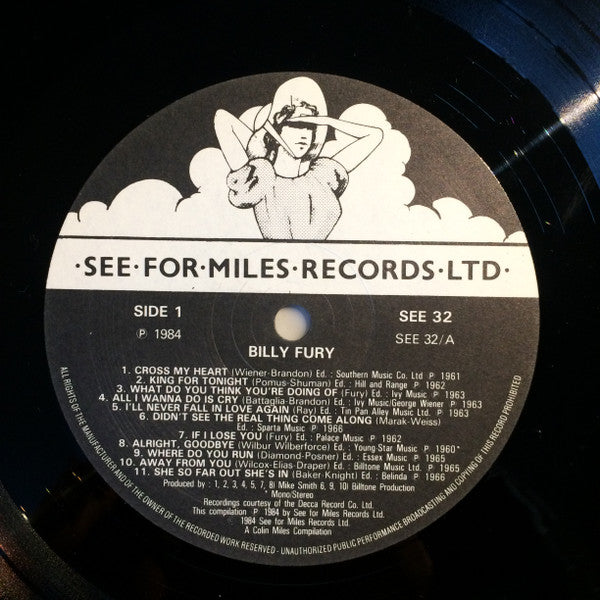 ·SEE·FOR·MILES·RECORDS·LTD·
SIDE 1
SEE 32
℗ 1984
SEE 32/A
BILLY FURY
1. CROSS MY HEART (Wiener-Brandon) Ed. : Southern Music Co. Ltd ℗ 1961
2. KING FOR TONIGHT (Pomus-Shuman) Ed. : Hill and Range ℗ 1962
3. WHAT DO YOU THINK YOU'RE DOING OF (Fury) Ed. : Ivy Music ℗ 1963
4. ALL I WANNA DO IS CRY (Battaglia-Brandon) Ed. : Ivy Music/George Wiener ℗ 1963
5. I'LL NEVER FALL IN LOVE AGAIN (Ray) Ed. : Tin Pan Alley Music Ltd. ℗ 1963
6. DIDN'T SEE THE REAL THING COME ALONG (Marak-Weiss)
Ed. : Sparta Music ℗ 1966
7. IF I LOSE YOU (Fury) Ed. : Palace Music ℗ 1962
8. ALRIGHT, GOODBYE (Wilbur Wilberforce) Ed. : Young-Star Music ℗ 1960*
9. WHERE DO YOU RUN (Diamond-Posner) Ed. : Essex Music ℗ 1965
10. AWAY FROM YOU (Wilcox-Elias-Draper) Ed. : Billtone Music Ltd. ℗ 1965
11. SHE SO FAR OUT SHE'S IN (Baker-Knight) Ed. : Belinda ℗ 1966
Produced by : 1, 2, 3, 4, 5, 7, 8) Mike Smith 6, 9, 10) Billtone Production
* Mono/Stereo
Recordings courtesy of the Decca Record Co. Ltd.
This compilation ℗ 1984 by See for Miles Records Ltd.
1984 See for Miles Records Ltd.
A Colin Miles Compilation
ALL RIGHTS OF THE MANUFACTURER AND OF THE OWNER OF THE RECORDED WORK RESERVED - UNAUTHORIZED PUBLIC PERFORMANCE BROADCASTING AND COPYING OF THIS RECORD PROHIBITED